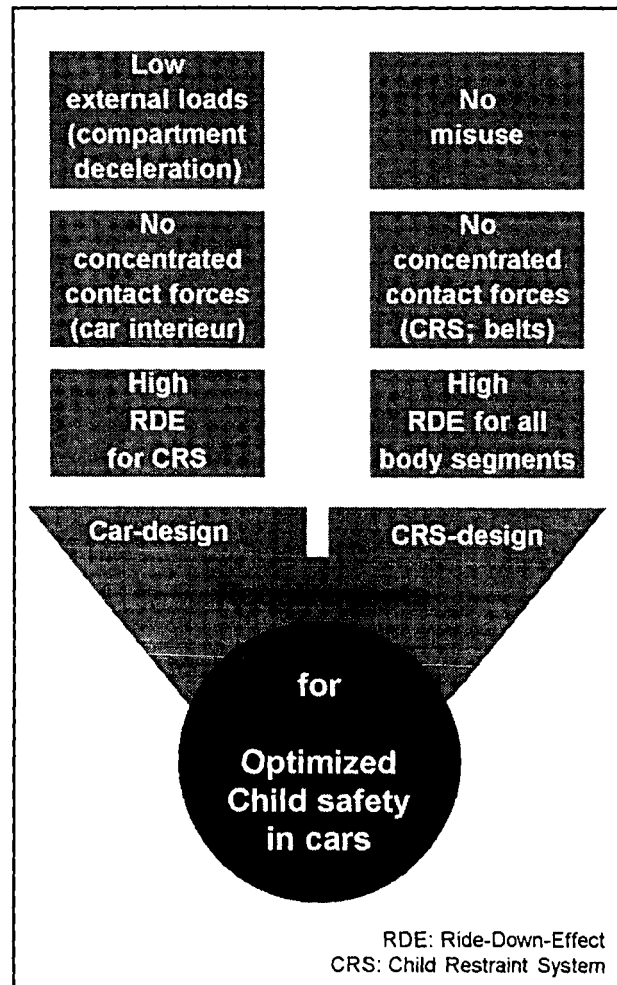 Low
external loads
(compartment
deceleration)
No
misuse
No
concentrated
contact forces
(car interieur)
No
concentrated
contact forces
(CRS; belts)
High
RDE
for CRS
High
RDE for all
body segments
Car-design
CRS-design
for
Optimized
Child safety
in cars
RDE: Ride-Down-Effect
CRS: Child Restraint System